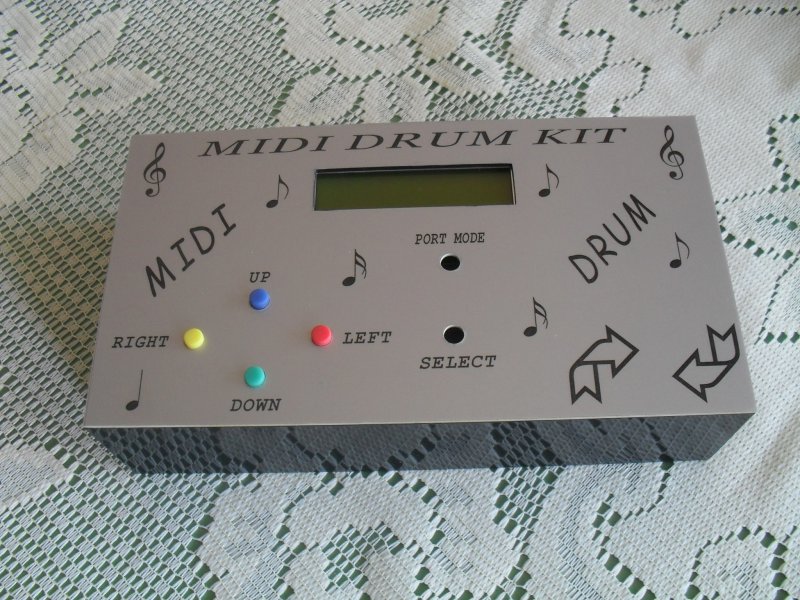 MIDI DRUM KIT
MIDI
DRUM
PORT MODE
UP
RIGHT
LEFT
SELECT
DOWN